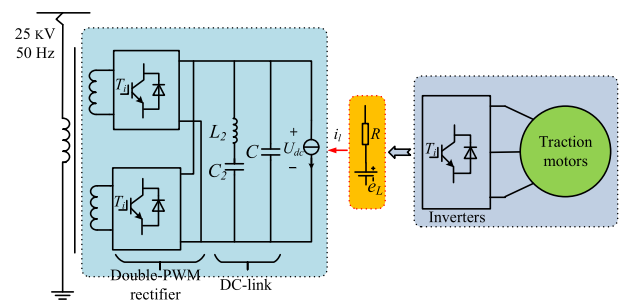 25 KV
50 Hz
Ti
L2
C2
C
+
Udc
−
il
R
+
eL
Ti
Ti
Traction
motors
Inverters
Double-PWM
rectifier
DC-link